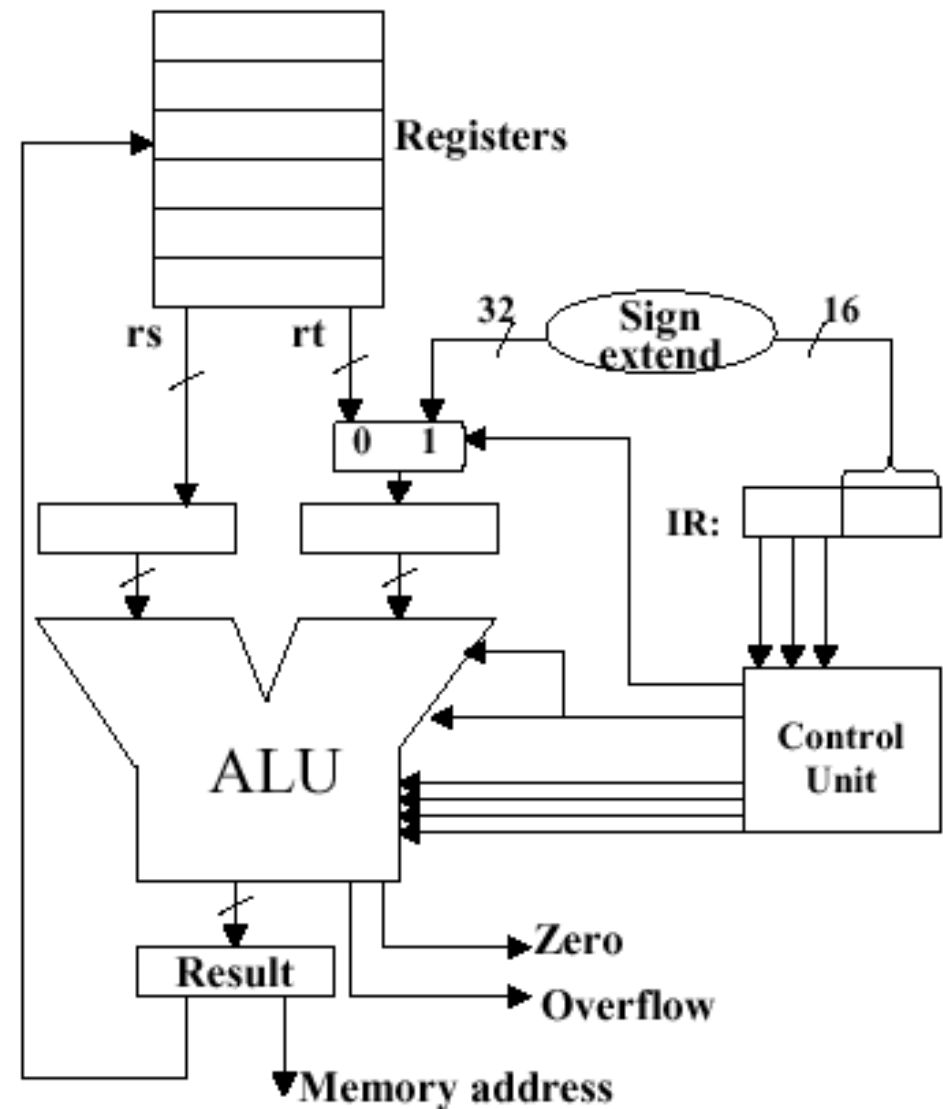 Registers
rs
rt
32
Sign
extend
16
0 1
IR:
ALU
Control
Unit
Zero
Result
Overflow
Memory address